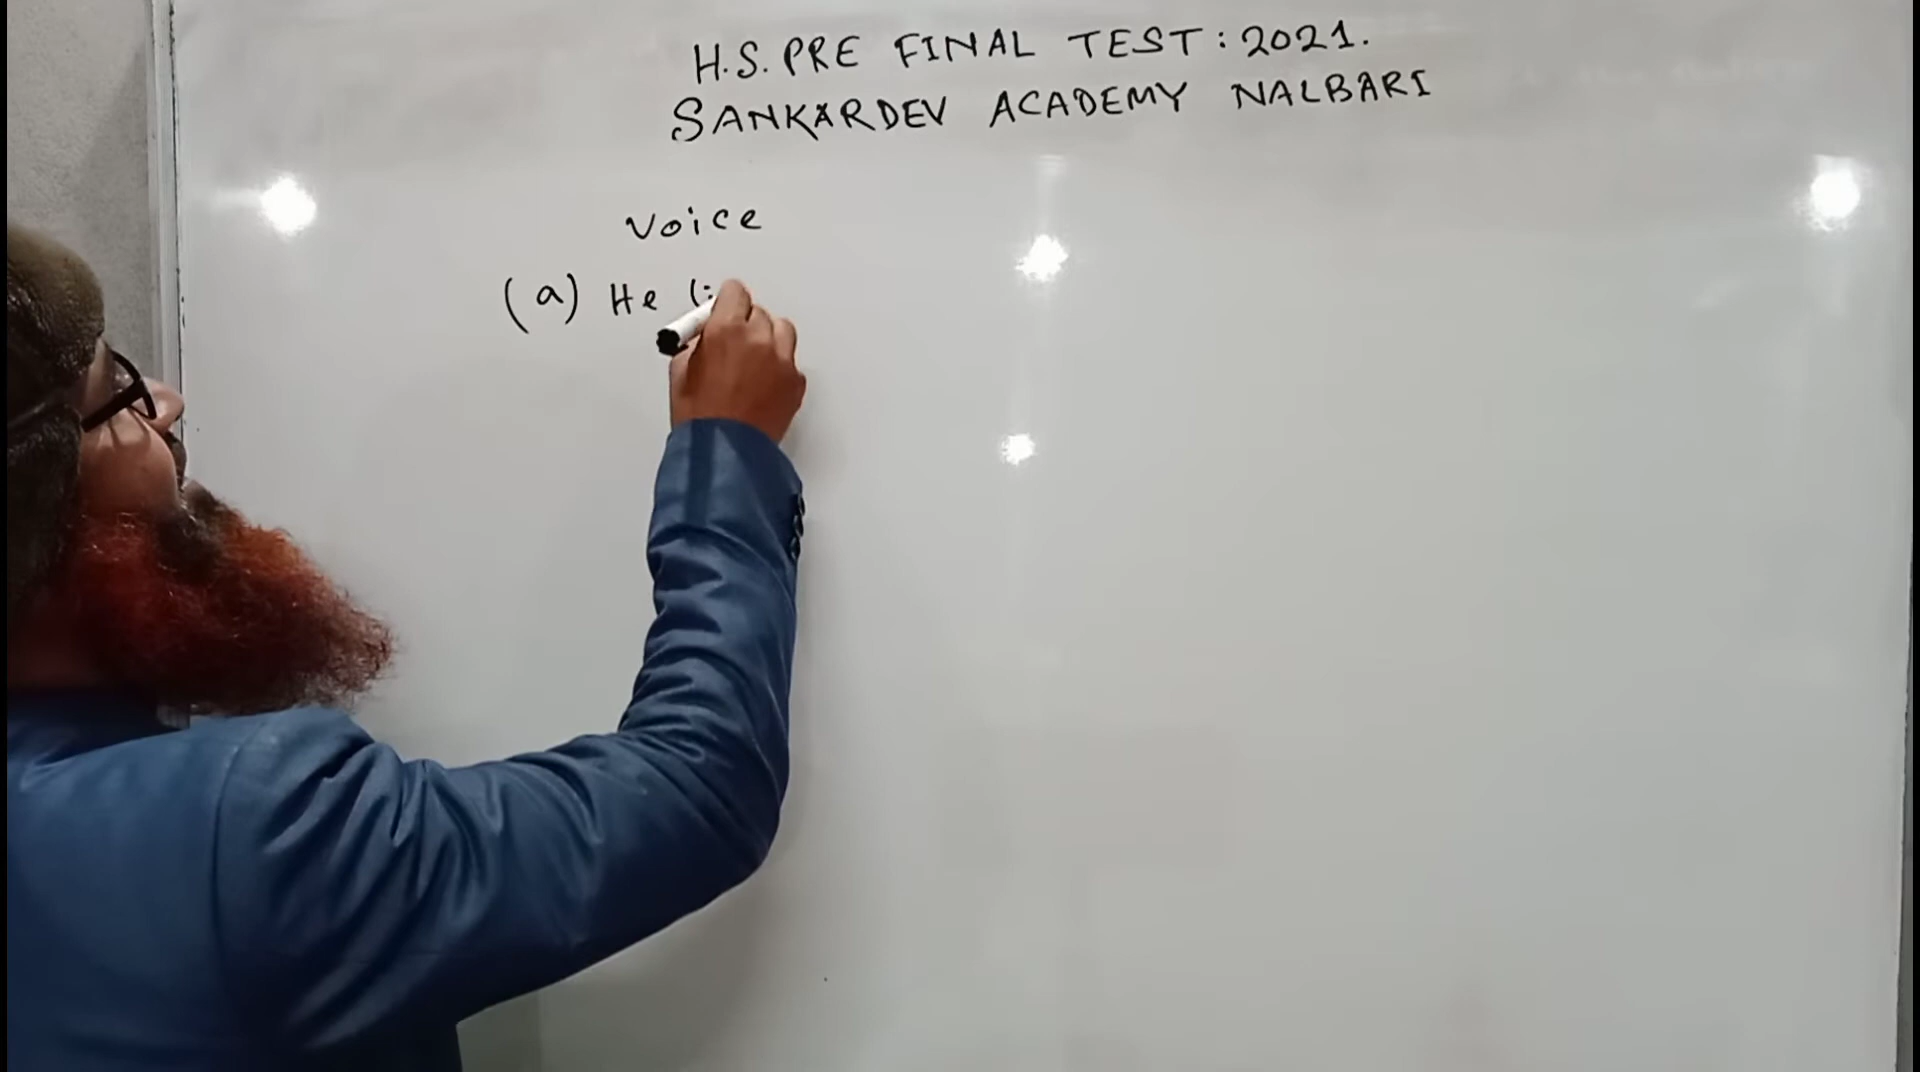 H.S. PRE FINAL TEST: 2021.
SANKARDEV ACADEMY NALBARI
Voice
(a) He